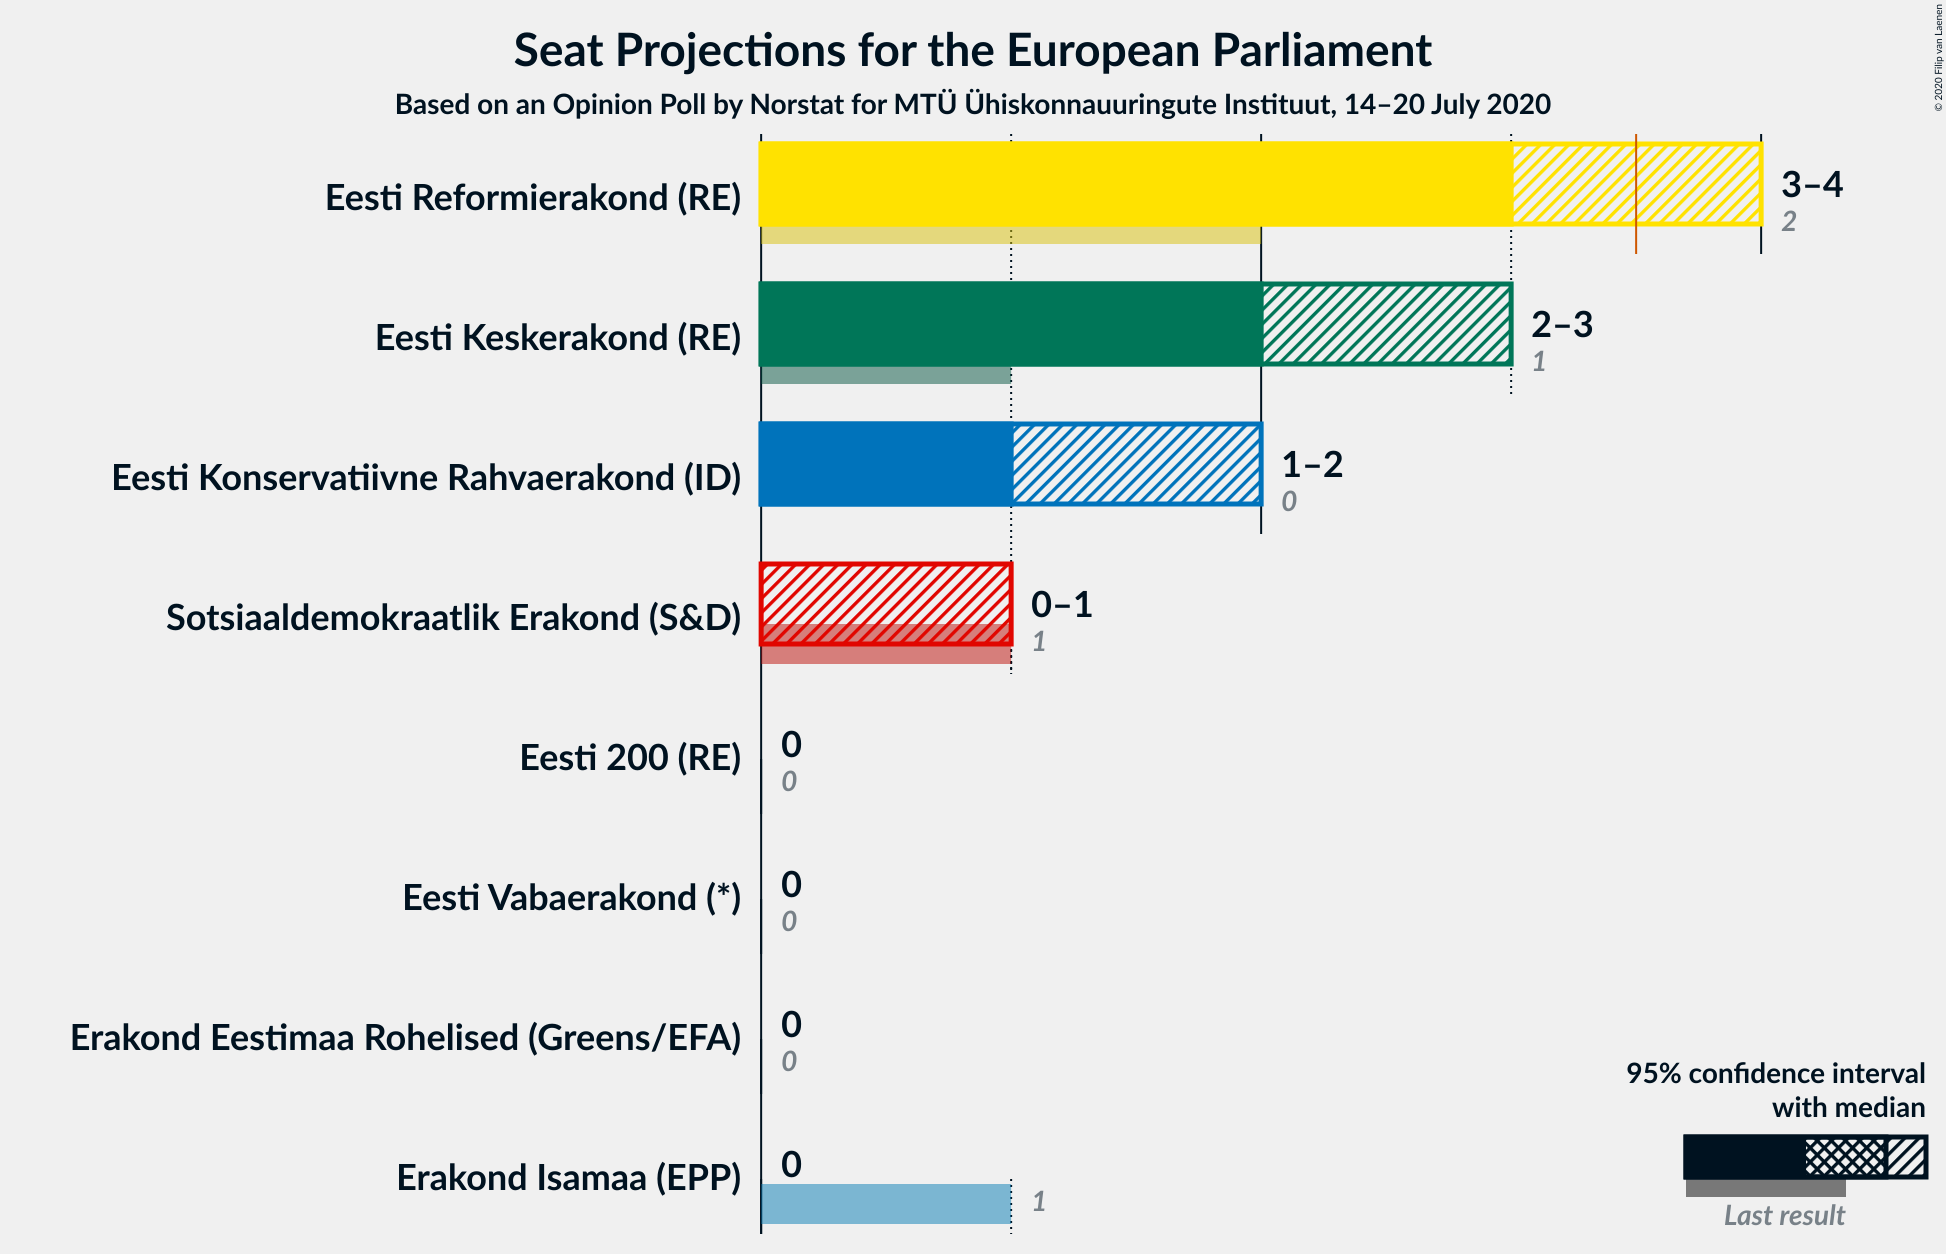 Seat Projections for the European Parliament
Based on an Opinion Poll by Norstat for MTÜ Ühiskonnauuringute Instituut, 14–20 July 2020
© 2020 Filip van Laenen
Eesti Reformierakond (RE)
3–4
2
Eesti Keskerakond (RE)
2–3
1
Eesti Konservatiivne Rahvaerakond (ID)
1–2
0
Sotsiaaldemokraatlik Erakond (S&D)
0–1
1
Eesti 200 (RE)
0
0
Eesti Vabaerakond (*)
0
0
Erakond Eestimaa Rohelised (Greens/EFA)
0
0
Erakond Isamaa (EPP)
0
1
95% confidence interval
with median
Last result